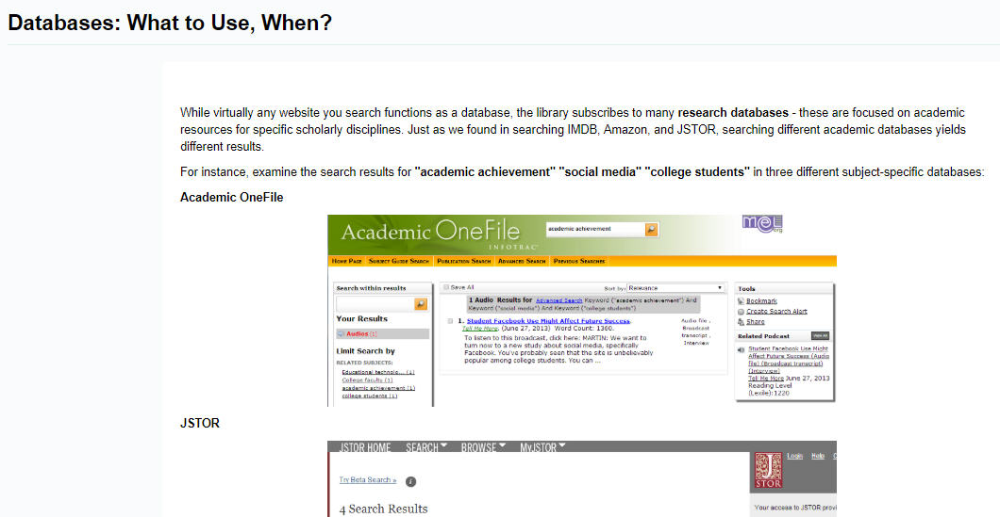 Databases: What to Use, When?
While virtually any website you search functions as a database, the library subscribes to many research databases - these are focused on academic
resources for specific scholarly disciplines. Just as we found in searching IMDB, Amazon, and JSTOR, searching different academic databases yields
different results.
For instance, examine the search results for "academic achievement" "social media" "college students" in three different subject-specific databases:
Academic OneFile
Academic OneFile
INFOTRAC
academic achievement
mel.org
Home Page Subject Guide Search Publication Search Advanced Search Previous Searches
Search within results
Your Results
Audios (1)
Limit Search by
RELATED SUBJECTS:
Educational technolo... (1)
College faculty (1)
academic achievement (1)
college students (1)
Save All
Sort by: Relevance
1 Audio Results for Advanced Search Keyword ("academic achievement") And
Keyword ("social media") And Keyword ("college students")
1. Student Facebook Use Might Affect Future Success.
Tell Me More. (June 27, 2013) Word Count: 1360.
To listen to this broadcast, click here: MARTIN: We want to
turn now to a new study about social media, specifically
Facebook. You've probably seen that the site is unbelievably
popular among college students. You can ...
Audio file ,
Broadcast
transcript ,
Interview
Tools
Bookmark
Create Search Alert
Share
Related Podcast View All
Student Facebook Use Might
Affect Future Success (Audio
file) (Broadcast transcript)
(Interview)
Tell Me More June 27, 2013
Reading Level
(Lexile):1220
JSTOR
JSTOR HOME SEARCH BROWSE MyJSTOR
Try Beta Search »
i
4 Search Results
JSTOR
Login Help
Your access to JSTOR provi